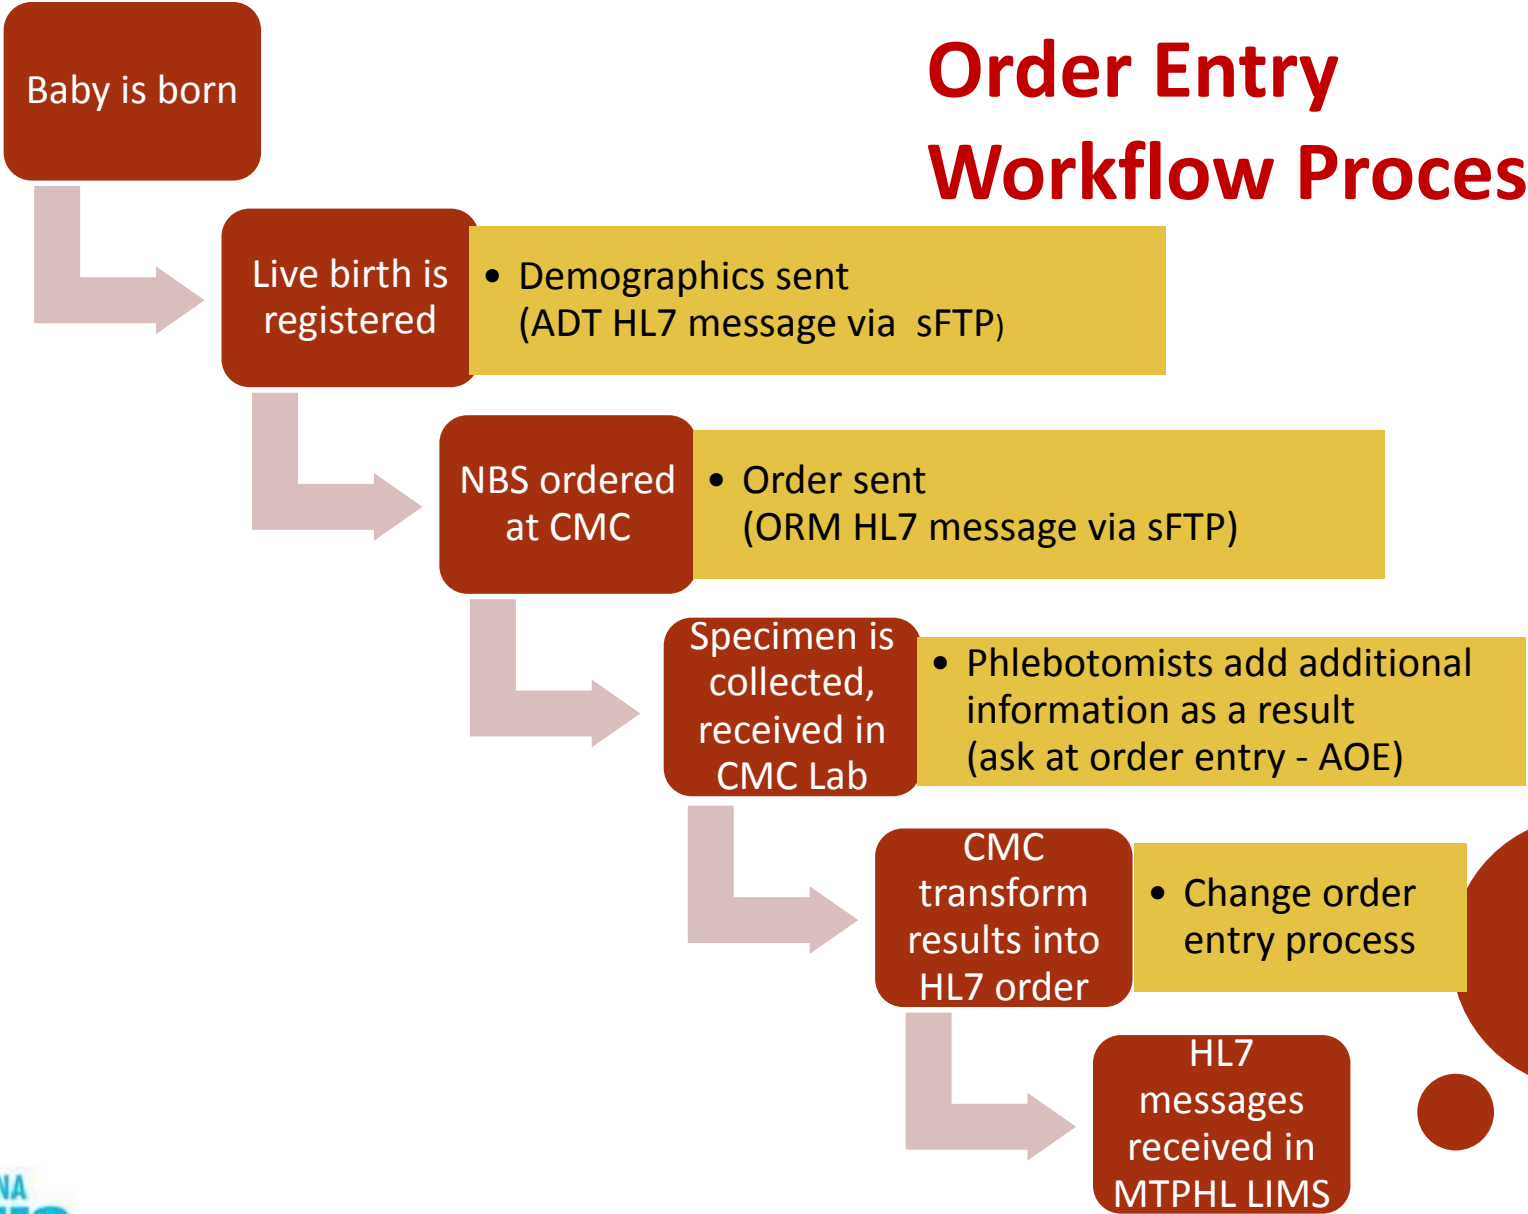 Order Entry
Workflow Proces
Baby is born
Live birth is
registered
• Demographics sent
(ADT HL7 message via sFTP)
NBS ordered
at CMC
• Order sent
(ORM HL7 message via sFTP)
Specimen is
collected,
received in
CMC Lab
• Phlebotomists add additional
information as a result
(ask at order entry - AOE)
CMC
transform
results into
HL7 order
• Change order
entry process
HL7
messages
received in
MTPHL LIMS
NA